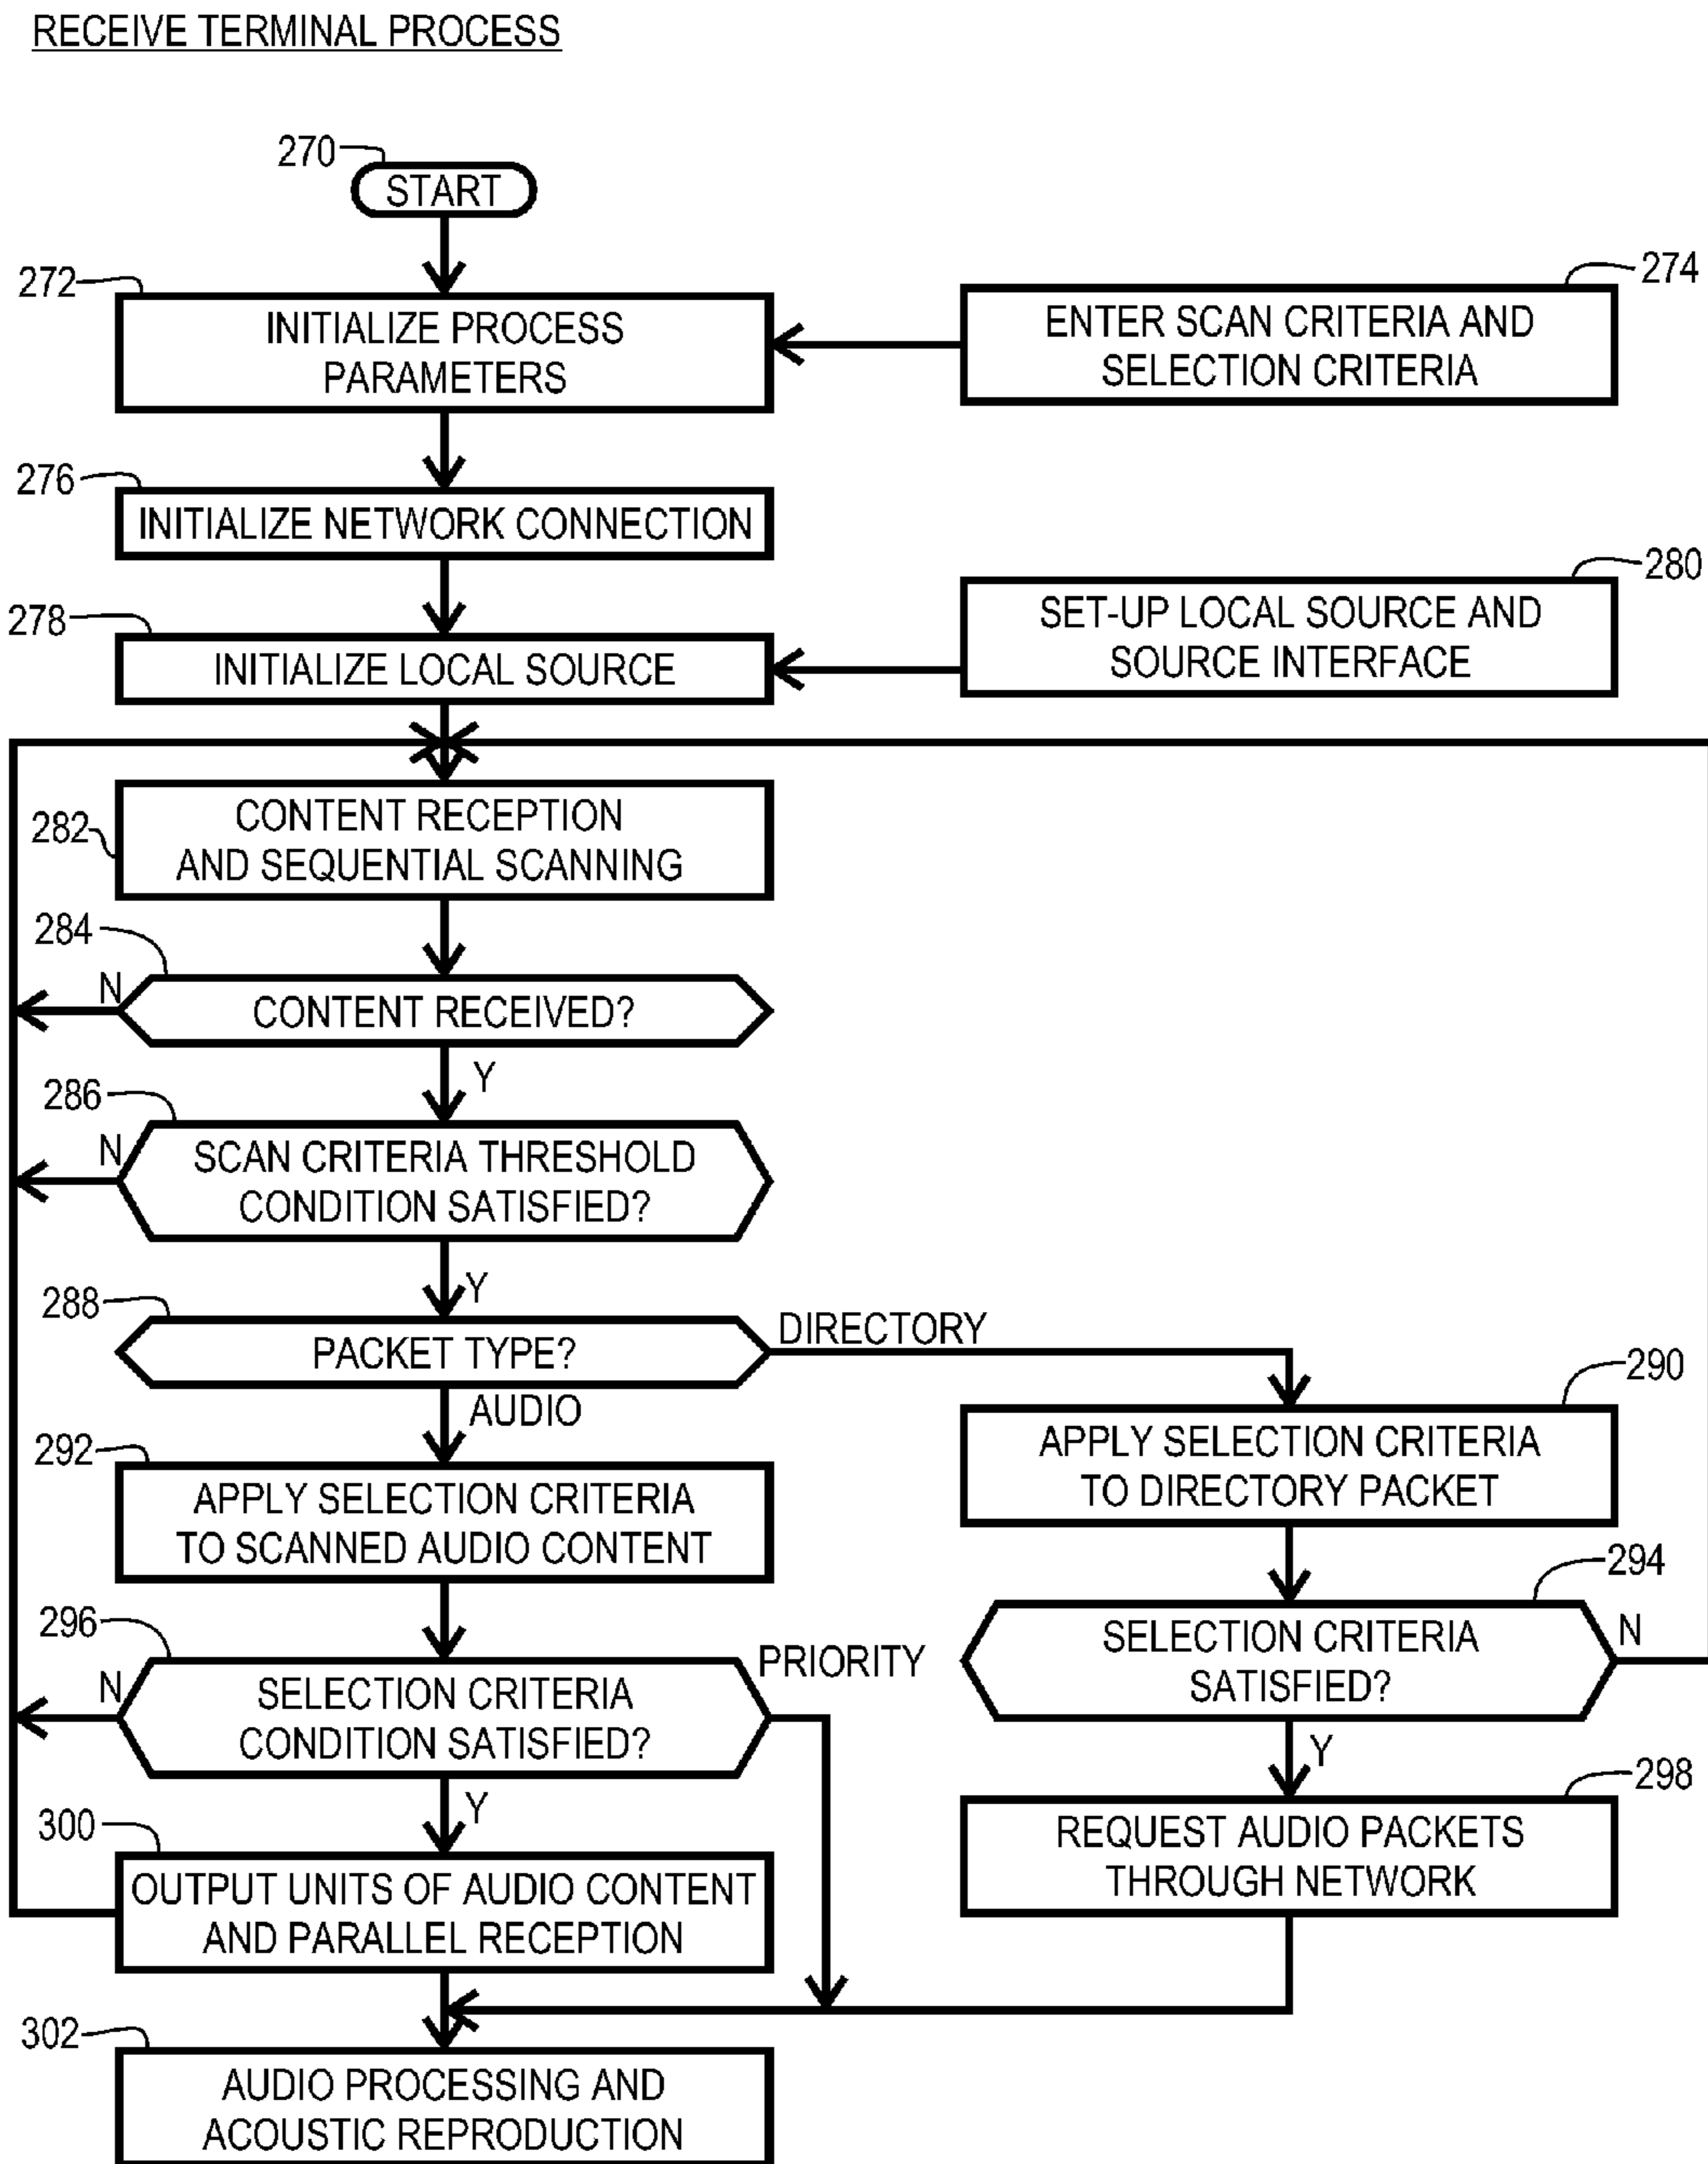 RECEIVE TERMINAL PROCESS
270
START
272
INITIALIZE PROCESS
PARAMETERS
274
ENTER SCAN CRITERIA AND
SELECTION CRITERIA
276
INITIALIZE NETWORK CONNECTION
278
INITIALIZE LOCAL SOURCE
280
SET-UP LOCAL SOURCE AND
SOURCE INTERFACE
282
CONTENT RECEPTION
AND SEQUENTIAL SCANNING
284
N
CONTENT RECEIVED?
Y
286
N
SCAN CRITERIA THRESHOLD
CONDITION SATISFIED?
Y
288
PACKET TYPE?
DIRECTORY
AUDIO
290
APPLY SELECTION CRITERIA
TO DIRECTORY PACKET
292
APPLY SELECTION CRITERIA
TO SCANNED AUDIO CONTENT
294
SELECTION CRITERIA
SATISFIED?
N
Y
296
N
SELECTION CRITERIA
CONDITION SATISFIED?
PRIORITY
Y
298
REQUEST AUDIO PACKETS
THROUGH NETWORK
300
OUTPUT UNITS OF AUDIO CONTENT
AND PARALLEL RECEPTION
302
AUDIO PROCESSING AND
ACOUSTIC REPRODUCTION